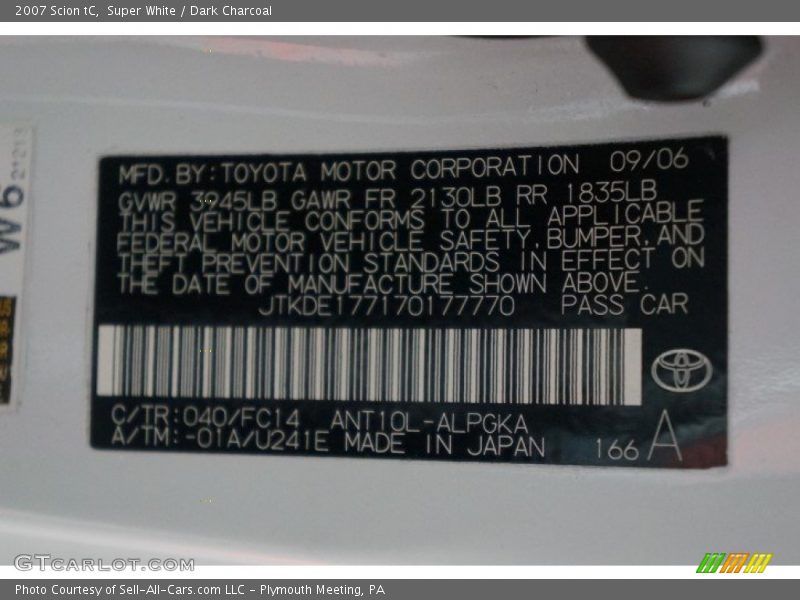 2007 Scion tC, Super White / Dark Charcoal
W6 21213
MFD. BY: TOYOTA MOTOR CORPORATION 09/06
GVWR 3945LB GAWR FR 2130LB RR 1835LB
THIS VEHICLE CONFORMS TO ALL APPLICABLE
FEDERAL MOTOR VEHICLE SAFETY, BUMPER, AND
THEFT PREVENTION STANDARDS IN EFFECT ON
THE DATE OF MANUFACTURE SHOWN ABOVE.
JTKDE177170177770 PASS CAR
C/TR: 040/FC14 ANT10L-ALPGKA
A/TM: -01A/U241E MADE IN JAPAN 166 A
GTCARLOT.COM
Photo Courtesy of Sell-All-Cars.com LLC - Plymouth Meeting, PA